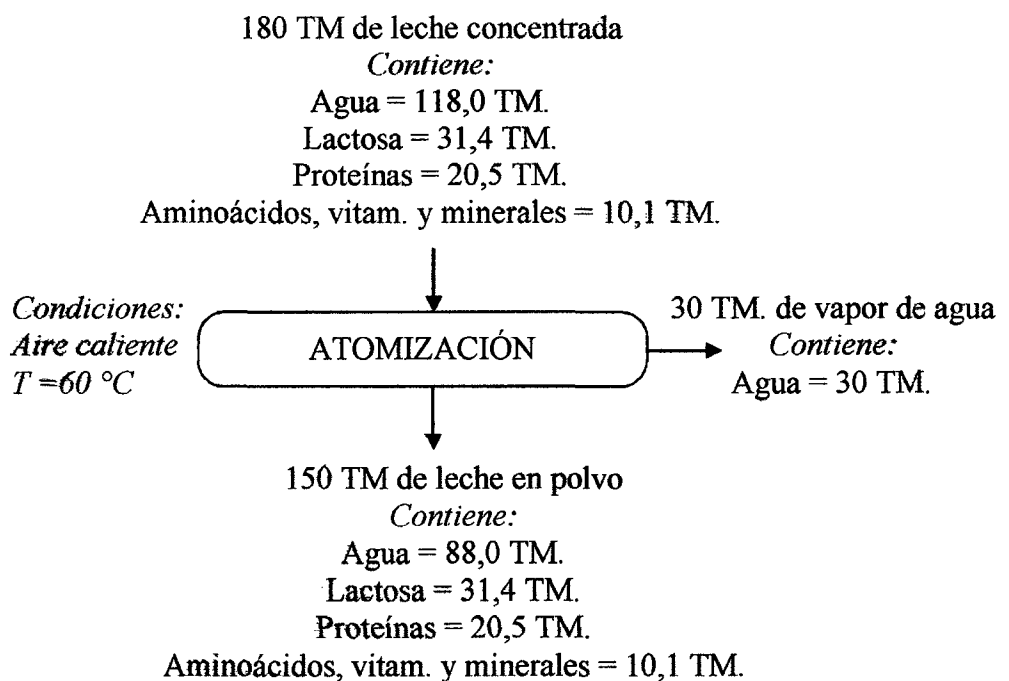 180 TM de leche concentrada
Contiene:
Agua = 118,0 TM.
Lactosa = 31,4 TM.
Proteínas = 20,5 TM.
Aminoácidos, vitam. y minerales = 10,1 TM.
Condiciones:
Aire caliente
T =60 °C
ATOMIZACIÓN
30 TM. de vapor de agua
Contiene:
Agua = 30 TM.
150 TM de leche en polvo
Contiene:
Agua = 88,0 TM.
Lactosa = 31,4 TM.
Proteínas = 20,5 TM.
Aminoácidos, vitam. y minerales = 10,1 TM.